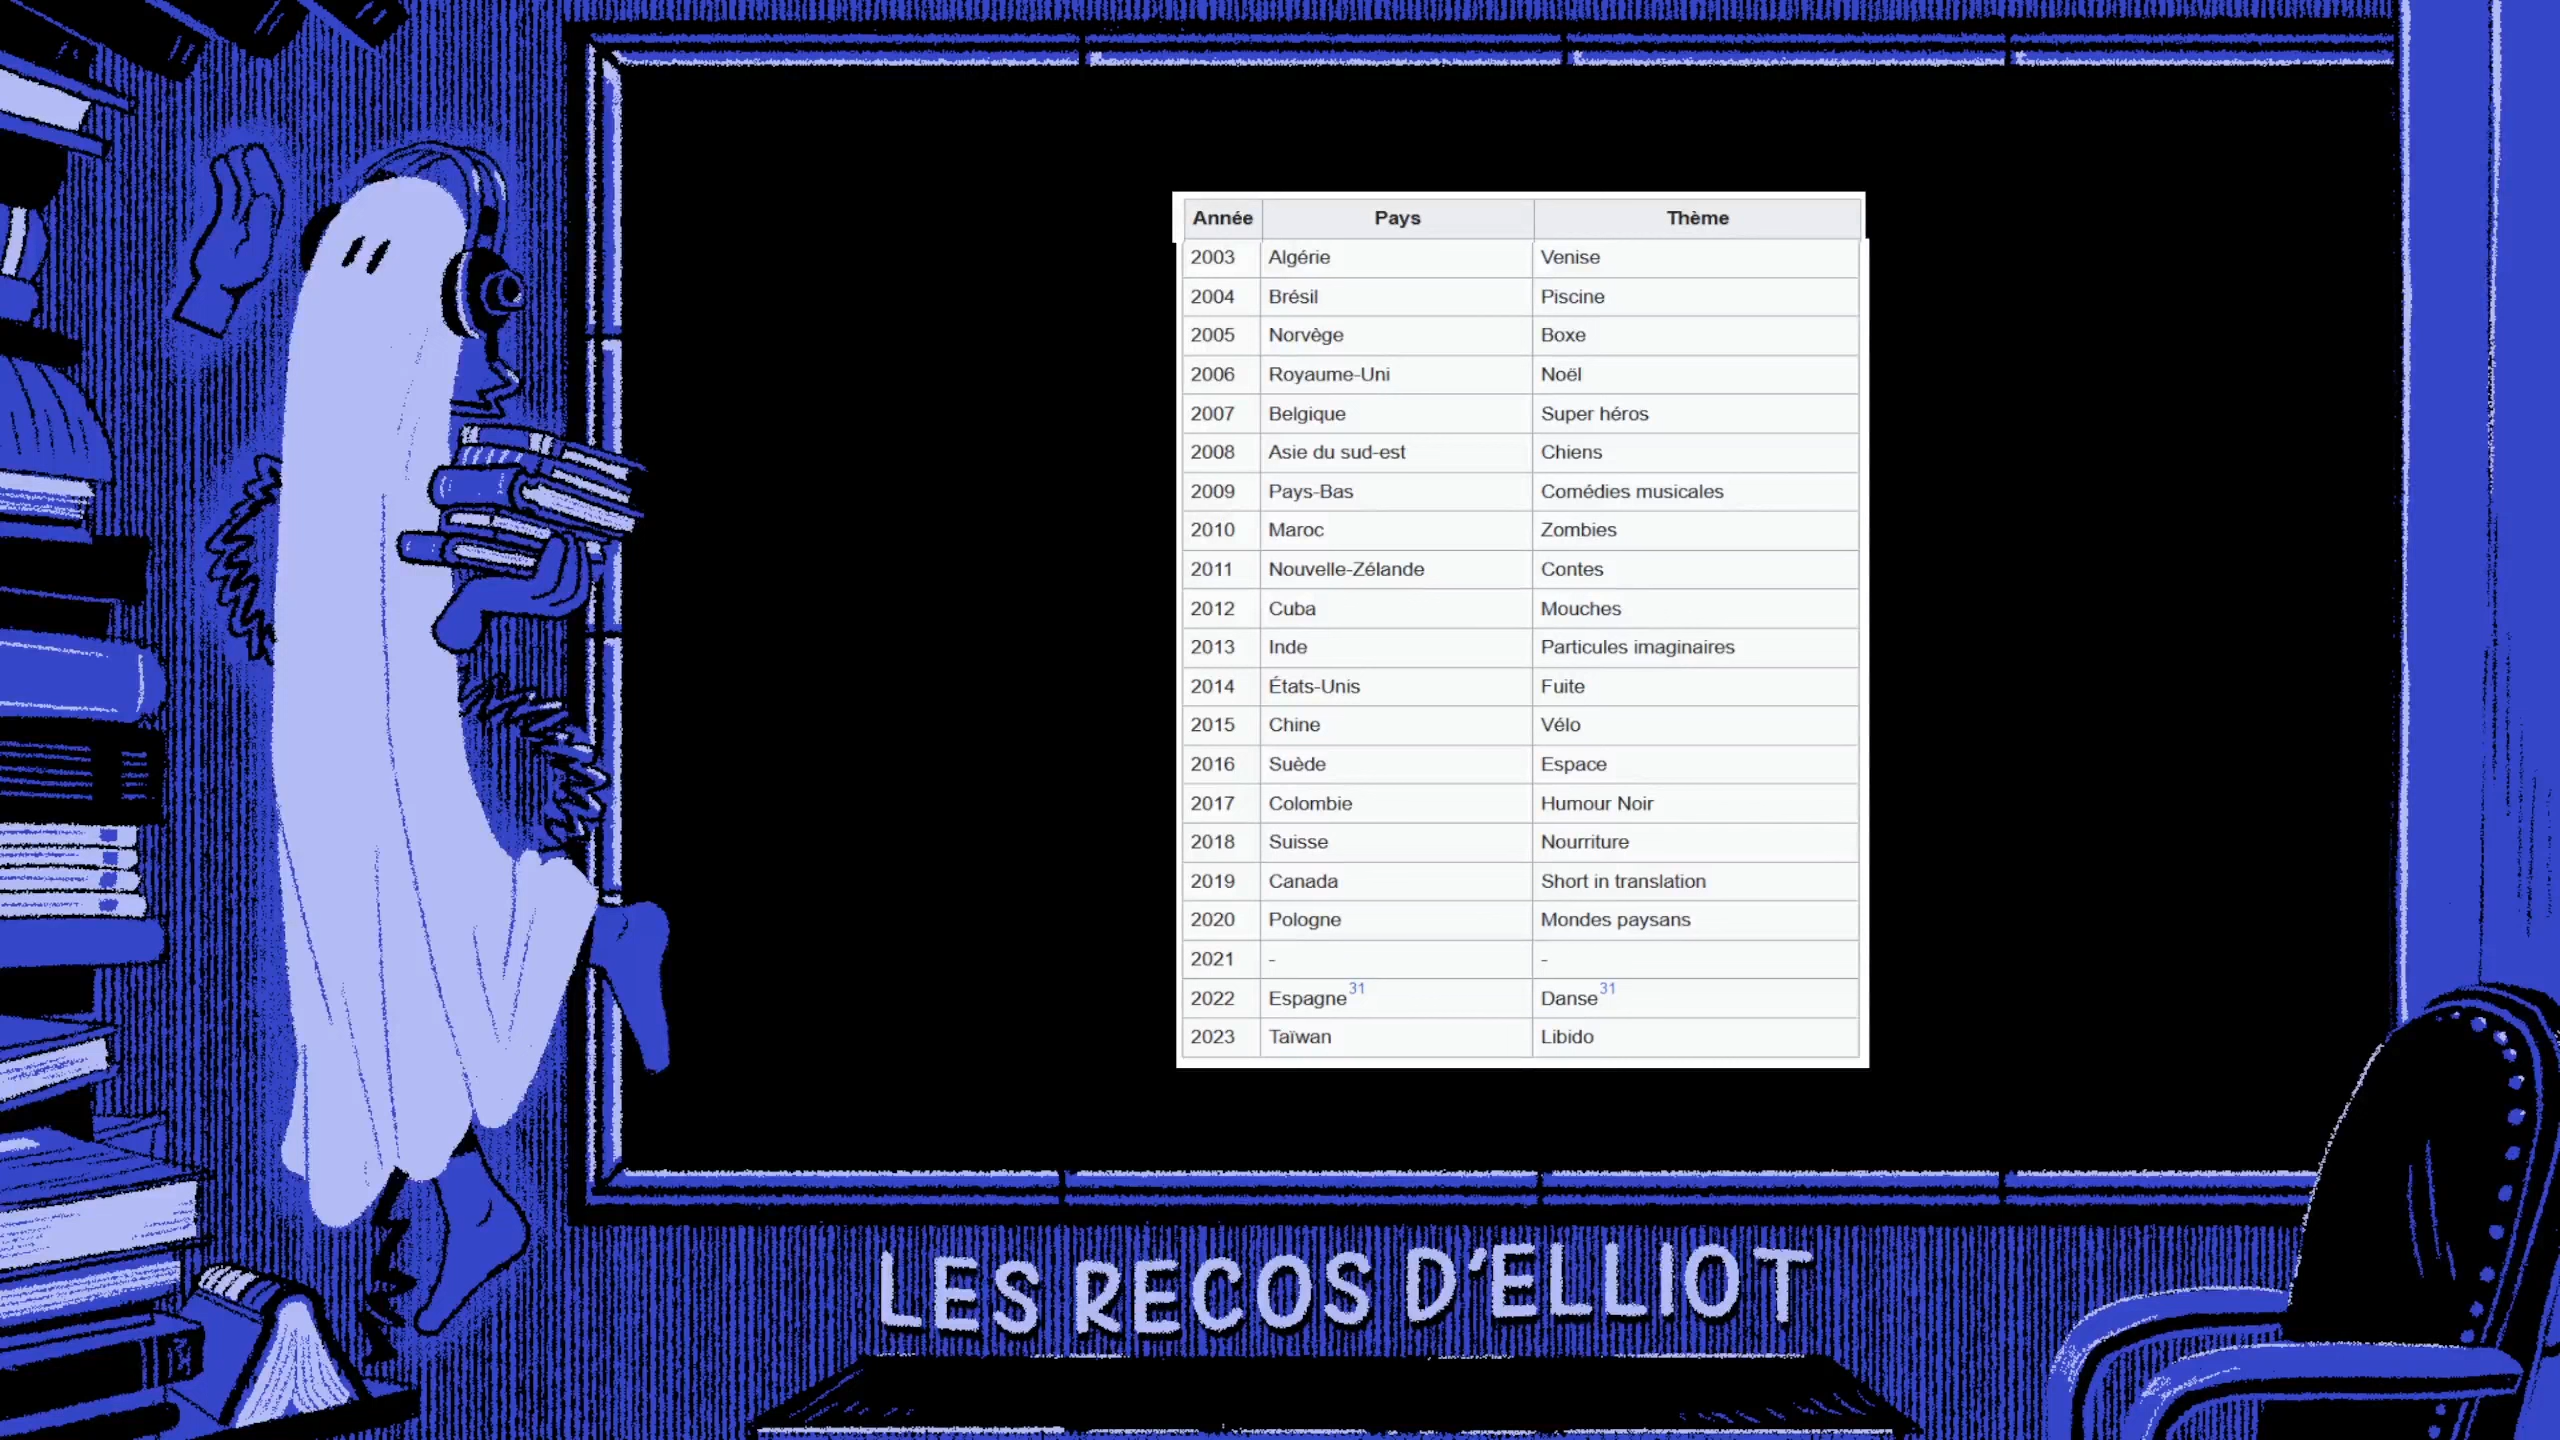 Année Pays Thème
2003 Algérie Venise
2004 Brésil Piscine
2005 Norvège Boxe
2006 Royaume-Uni Noël
2007 Belgique Super héros
2008 Asie du sud-est Chiens
2009 Pays-Bas Comédies musicales
2010 Maroc Zombies
2011 Nouvelle-Zélande Contes
2012 Cuba Mouches
2013 Inde Particules imaginaires
2014 États-Unis Fuite
2015 Chine Vélo
2016 Suède Espace
2017 Colombie Humour Noir
2018 Suisse Nourriture
2019 Canada Short in translation
2020 Pologne Mondes paysans
2021 - -
2022 Espagne31 Danse31
2023 Taïwan Libido
LES RECOS D'ELLIOT